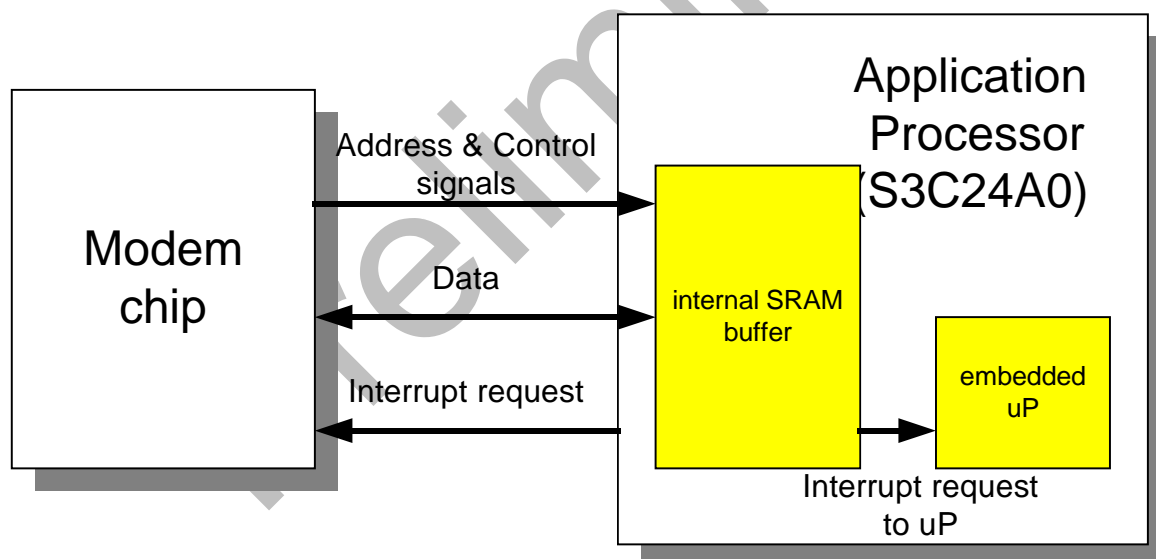 Application
Processor
(S3C24A0)
Address & Control
signals
Modem
chip
Data
internal SRAM
buffer
Interrupt request
embedded
uP
Interrupt request
to uP